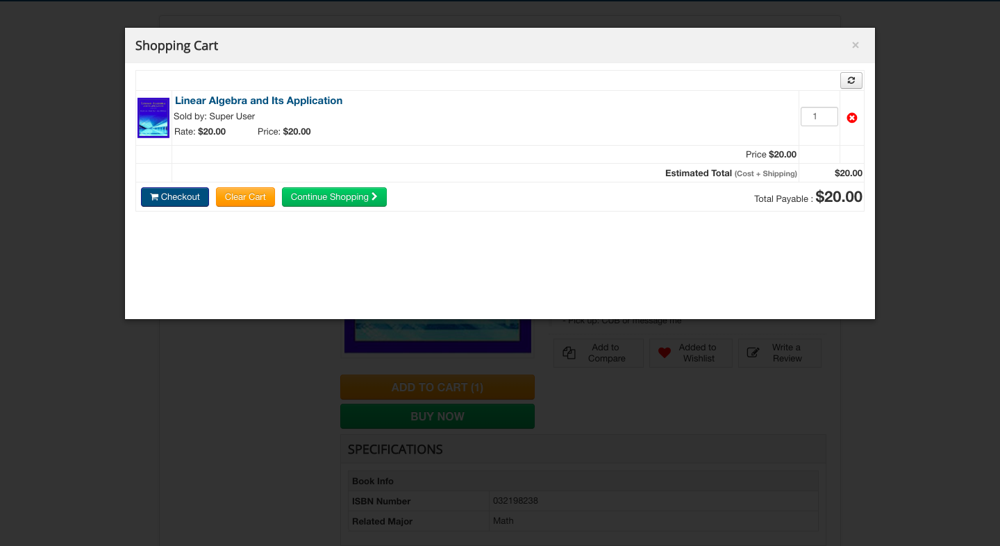 Shopping Cart ×
Linear Algebra and Its Application
Sold by: Super User
Rate: $20.00 Price: $20.00
1
Price $20.00
Estimated Total (Cost + Shipping) $20.00
Checkout Clear Cart Continue Shopping Total Payable : $20.00
- Pick up: CUB or message me
Add to
Compare
Added to
Wishlist
Write a
Review
ADD TO CART (1)
BUY NOW
SPECIFICATIONS
Book Info
ISBN Number 032198238
Related Major Math